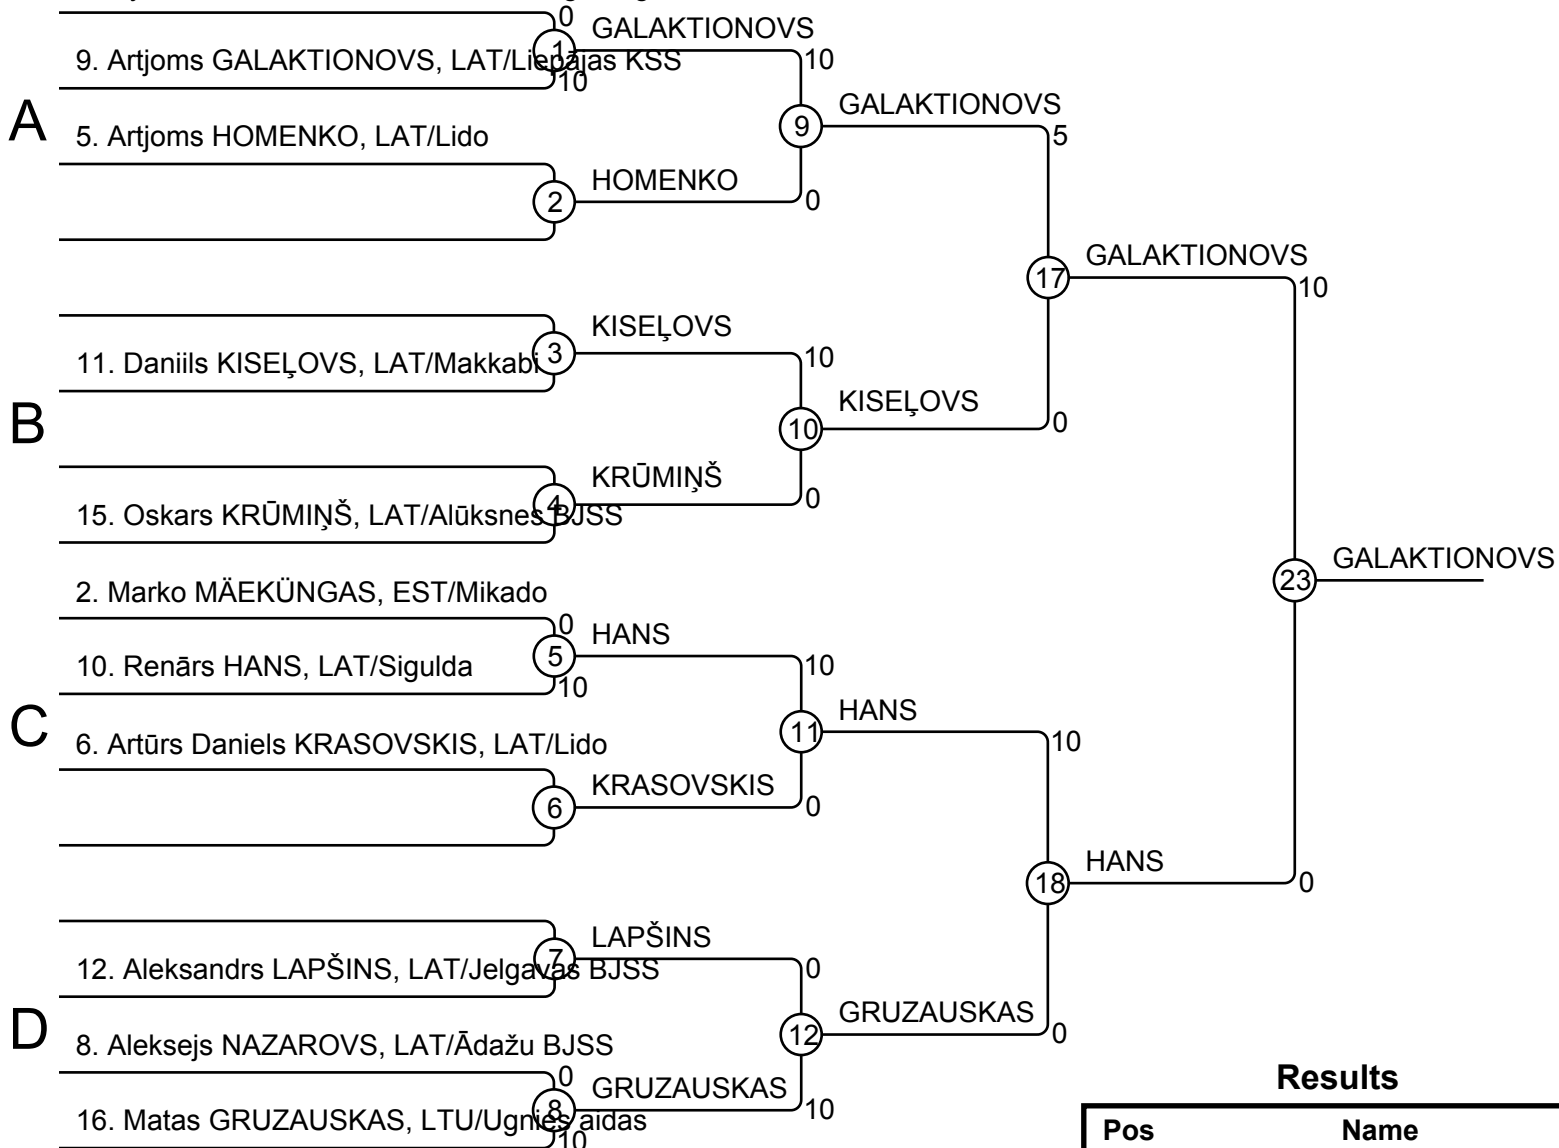 0
GALAKTIONOVS
1
9. Artjoms GALAKTIONOVS, LAT/Liepājas KSS
10
10
A
GALAKTIONOVS
9
5. Artjoms HOMENKO, LAT/Lido
5
HOMENKO
2
0
GALAKTIONOVS
17
10
KISEĻOVS
3
11. Daniils KISEĻOVS, LAT/Makkabi
10
B
KISEĻOVS
10
0
KRŪMIŅŠ
4
15. Oskars KRŪMIŅŠ, LAT/Alūksnes BJSS
0
GALAKTIONOVS
23
2. Marko MÄEKÜNGAS, EST/Mikado
0
HANS
5
10. Renārs HANS, LAT/Sigulda
10
10
C
HANS
11
6. Artūrs Daniels KRASOVSKIS, LAT/Lido
10
KRASOVSKIS
6
0
HANS
18
0
LAPŠINS
7
12. Aleksandrs LAPŠINS, LAT/Jelgavas BJSS
0
D
GRUZAUSKAS
12
0
8. Aleksejs NAZAROVS, LAT/Ādažu BJSS
0
GRUZAUSKAS
8
16. Matas GRUZAUSKAS, LTU/Ugnies aidas
10
10
Results
Pos Name